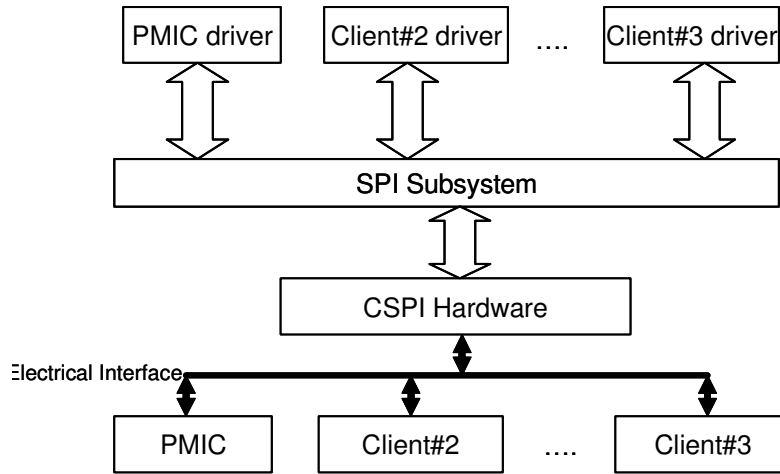 PMIC driver
Client#2 driver
....
Client#3 driver
SPI Subsystem
CSPI Hardware
Electrical Interface
PMIC
Client#2
....
Client#3